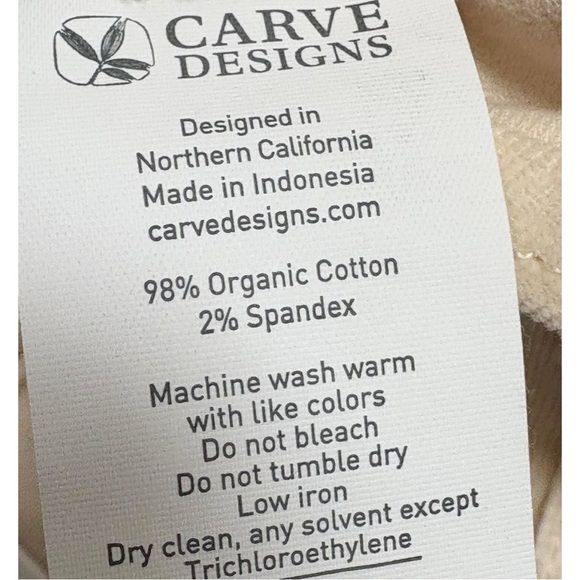 CARVE
DESIGNS
Designed in
Northern California
Made in Indonesia
carvedesigns.com
98% Organic Cotton
2% Spandex
Machine wash warm
with like colors
Do not bleach
Do not tumble dry
Low iron
Dry clean, any solvent except
Trichloroethylene